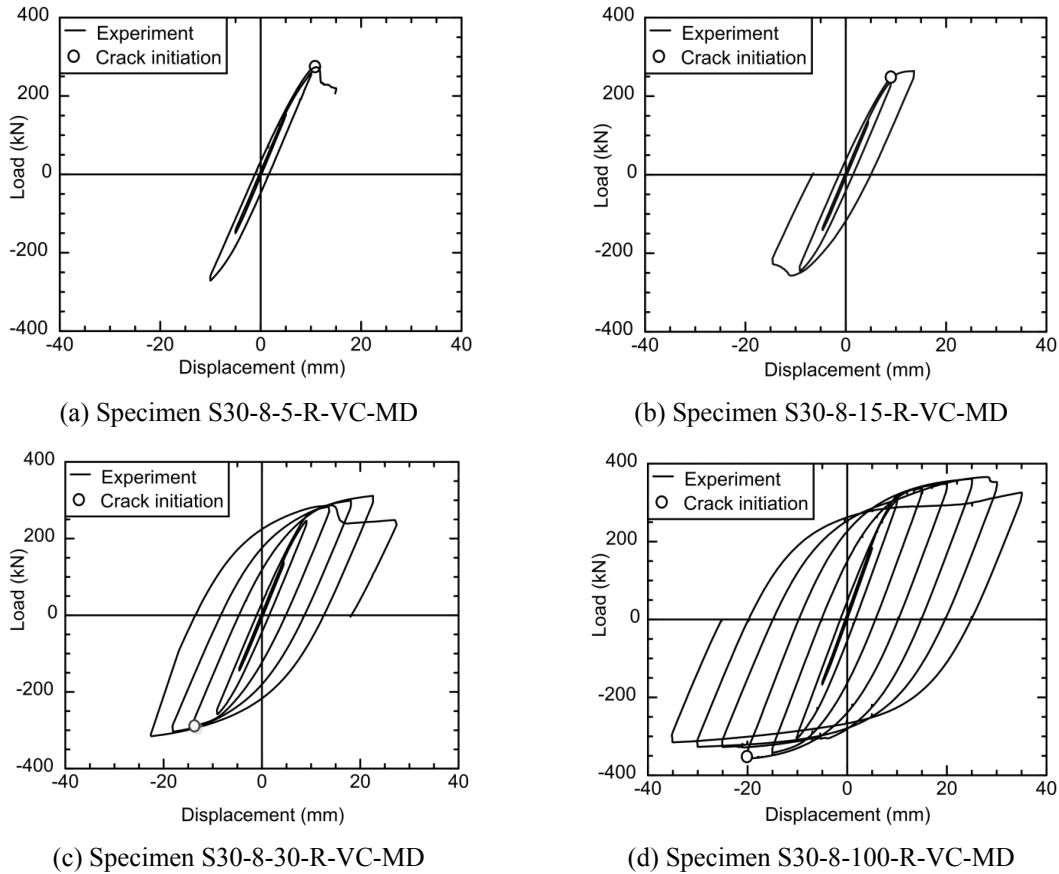 400
— Experiment
O Crack initiation
200
0
-200
-400
Load (kN)
-40 -20 0 20 40
Displacement (mm)
(a) Specimen S30-8-5-R-VC-MD
400
— Experiment
O Crack initiation
200
0
-200
-400
Load (kN)
-40 -20 0 20 40
Displacement (mm)
(b) Specimen S30-8-15-R-VC-MD
400
— Experiment
O Crack initiation
200
0
-200
-400
Load (kN)
-40 -20 0 20 40
Displacement (mm)
(c) Specimen S30-8-30-R-VC-MD
400
— Experiment
O Crack initiation
200
0
-200
-400
Load (kN)
-40 -20 0 20 40
Displacement (mm)
(d) Specimen S30-8-100-R-VC-MD